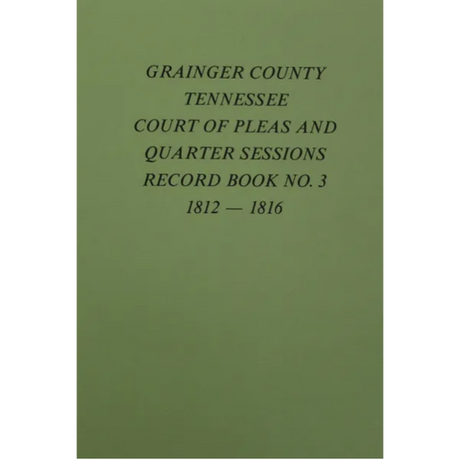 GRAINGER COUNTY
TENNESSEE
COURT OF PLEAS AND
QUARTER SESSIONS
RECORD BOOK NO. 3
1812 — 1816